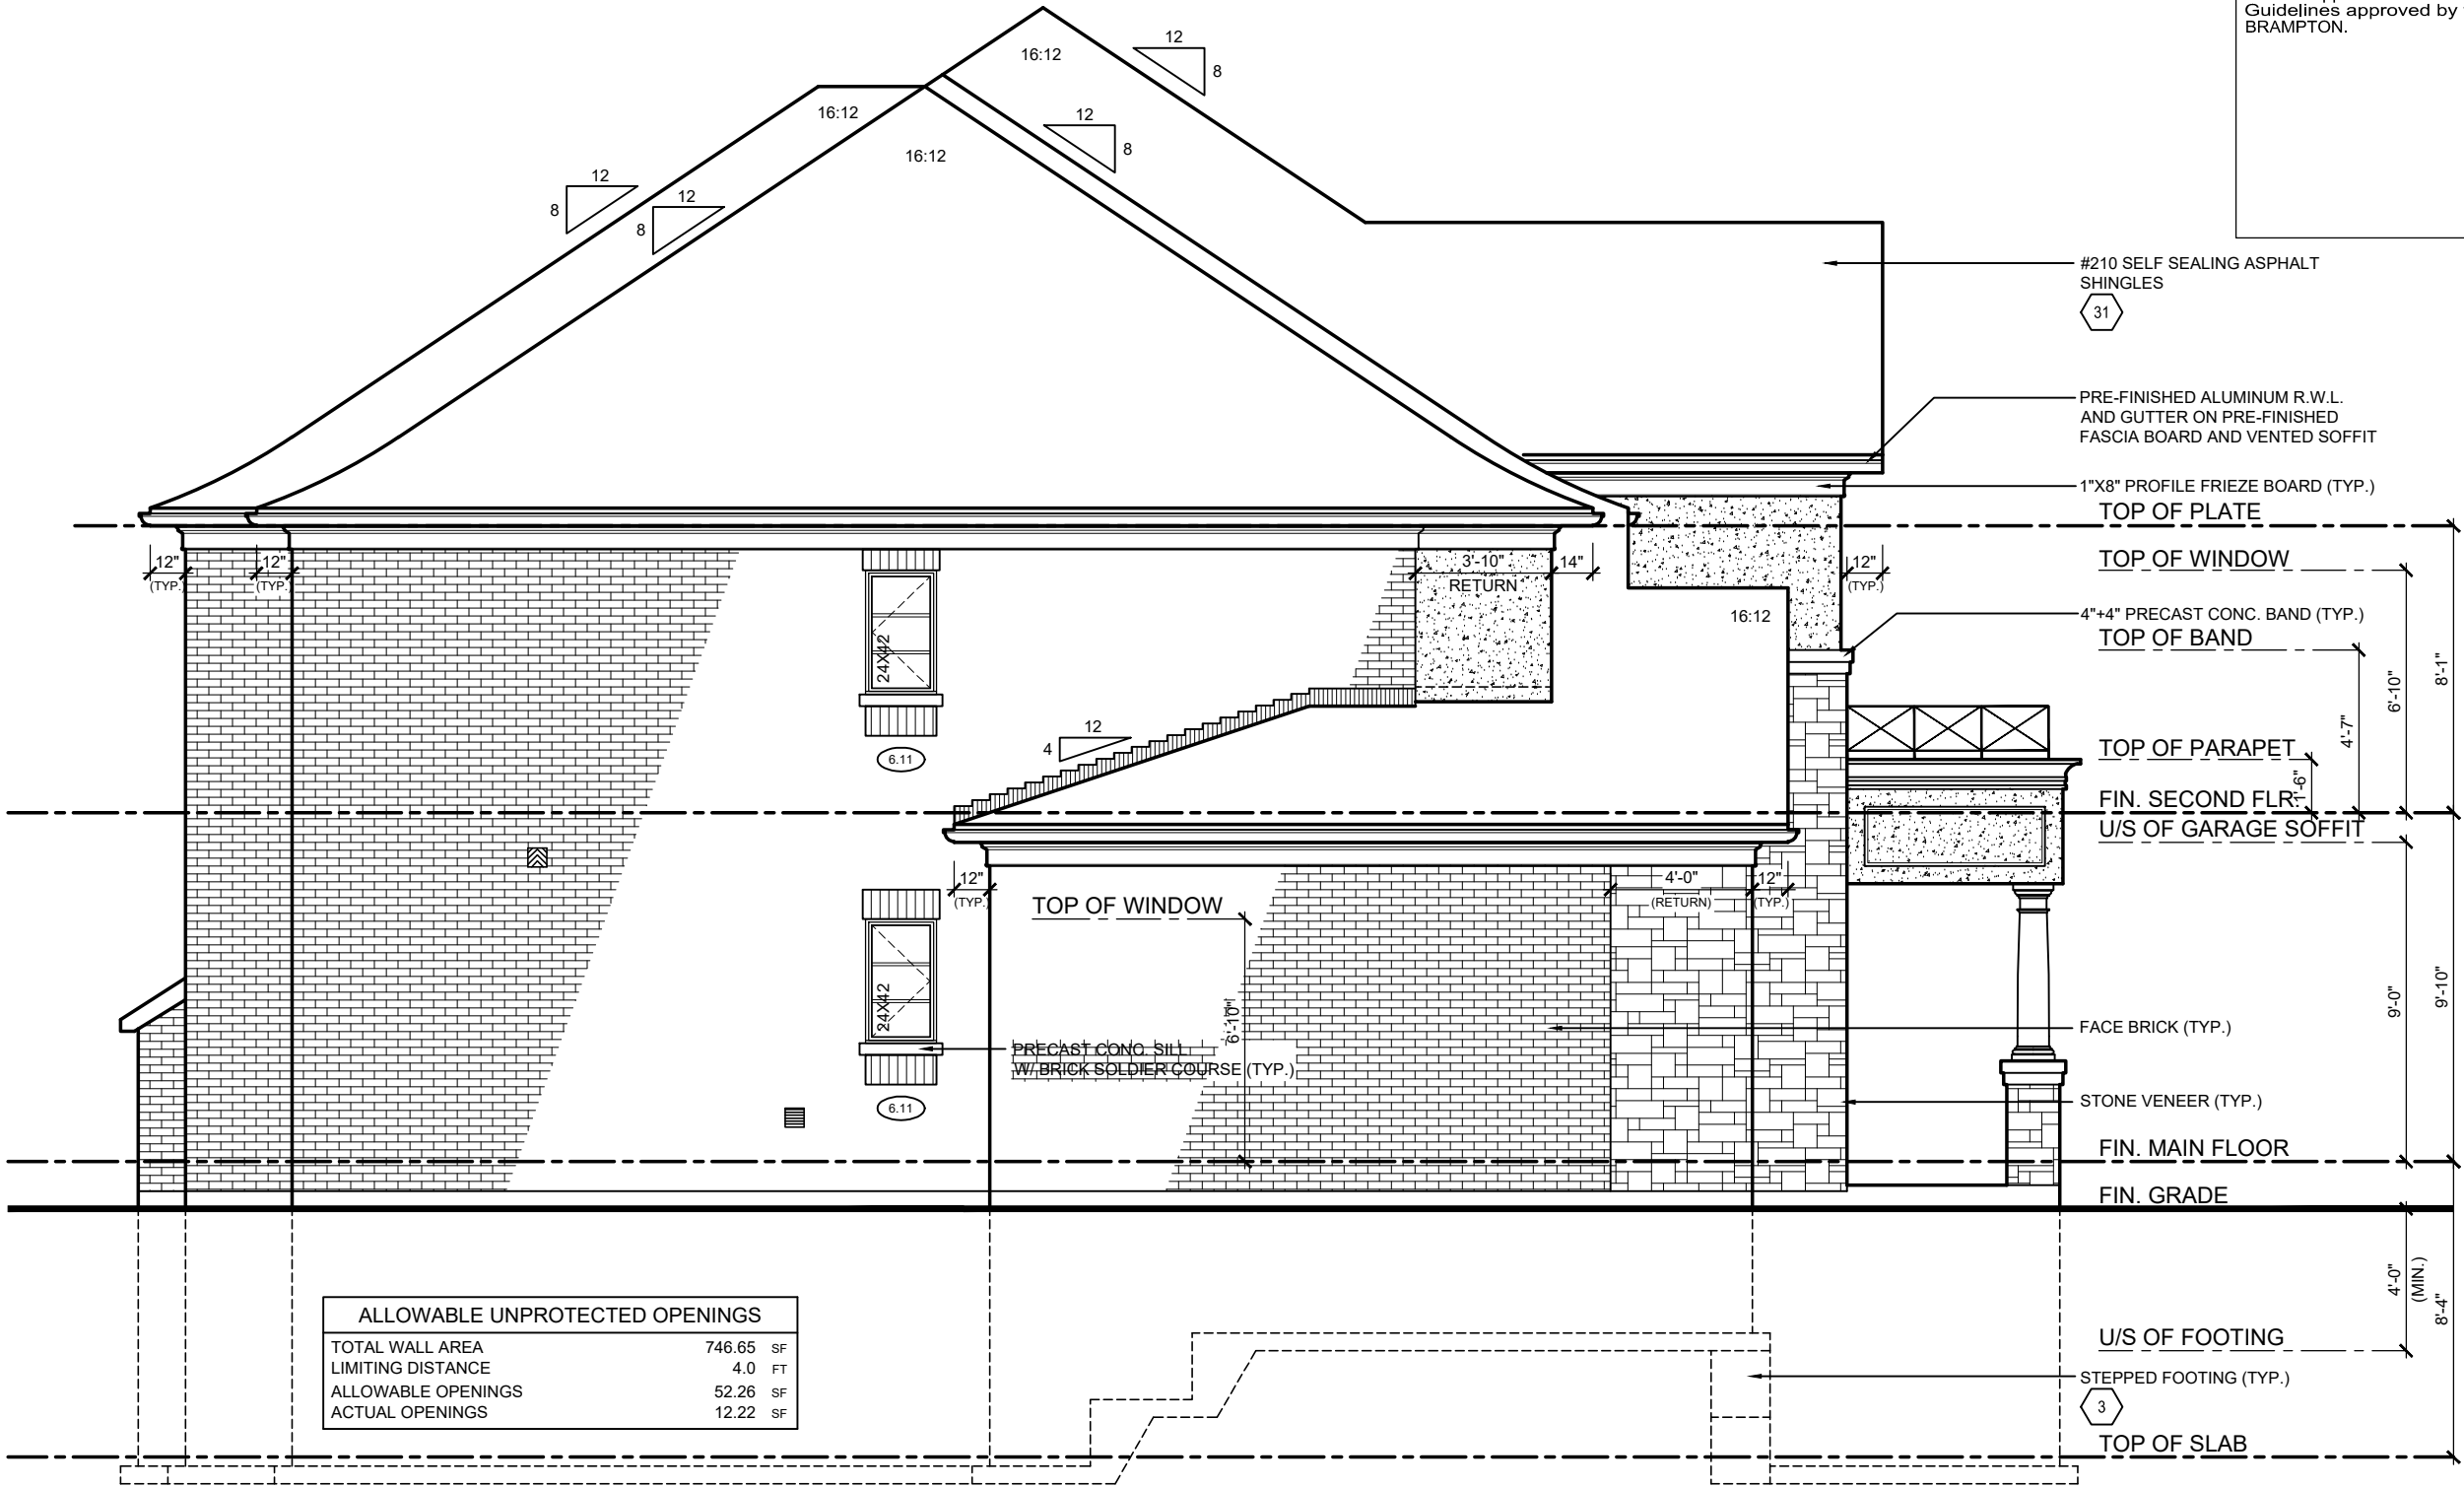 Guidelines approved by
BRAMPTON.
12
8
16:12
12
8
16:12
16:12
12
8
12
8
#210 SELF SEALING ASPHALT
SHINGLES
31
PRE-FINISHED ALUMINUM R.W.L.
AND GUTTER ON PRE-FINISHED
FASCIA BOARD AND VENTED SOFFIT
1"X8" PROFILE FRIEZE BOARD (TYP.)
TOP OF PLATE
TOP OF WINDOW
12"
(TYP.)
12"
(TYP.)
3'-10"
RETURN
14"
12"
(TYP.)
16:12
4"+4" PRECAST CONC. BAND (TYP.)
TOP OF BAND
24X42
6.11
12
4
8'-1"
6'-10"
4'-7"
1'-6"
TOP OF PARAPET
FIN. SECOND FLR.
U/S OF GARAGE SOFFIT
12"
(TYP.)
TOP OF WINDOW
4'-0"
(RETURN)
12"
(TYP.)
24X42
6'-10"
9'-0"
9'-10"
PRECAST CONC. SILL
W/ BRICK SOLDIER COURSE (TYP.)
6.11
FACE BRICK (TYP.)
STONE VENEER (TYP.)
FIN. MAIN FLOOR
FIN. GRADE
4'-0"
(MIN.)
8'-4"
U/S OF FOOTING
STEPPED FOOTING (TYP.)
3
TOP OF SLAB
ALLOWABLE UNPROTECTED OPENINGS
TOTAL WALL AREA 746.65 SF
LIMITING DISTANCE 4.0 FT
ALLOWABLE OPENINGS 52.26 SF
ACTUAL OPENINGS 12.22 SF